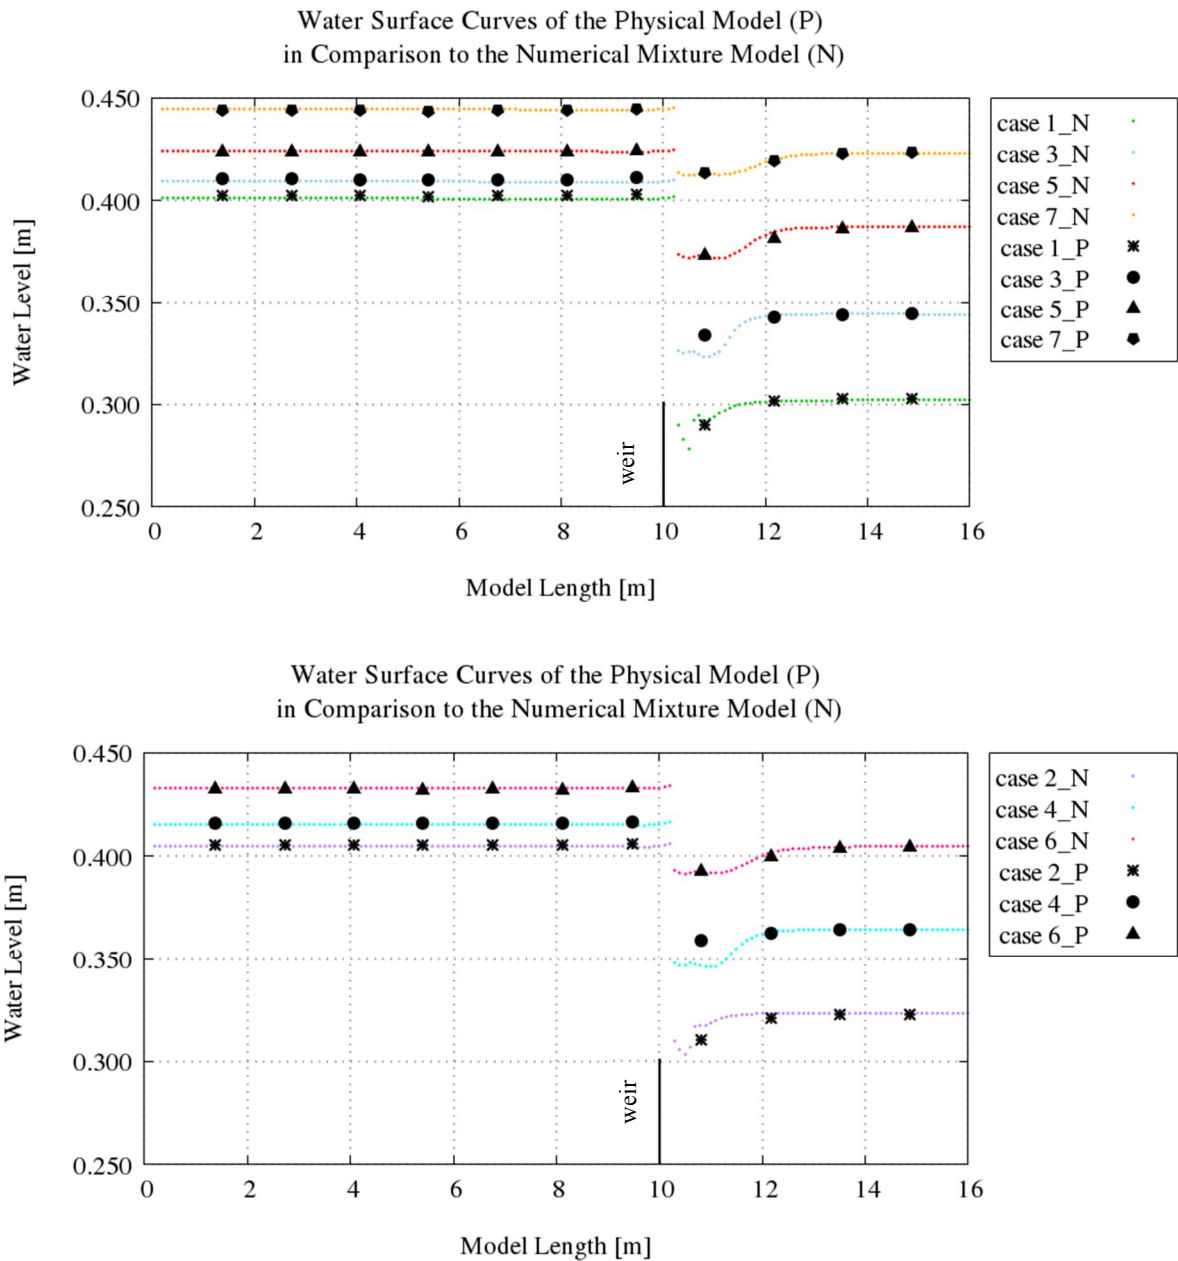 Water Surface Curves of the Physical Model (P)
in Comparison to the Numerical Mixture Model (N)
0.450
0.400
0.350
0.300
0.250
Water Level [m]
weir
0 2 4 6 8 10 12 14 16
Model Length [m]
case 1_N
case 3_N
case 5_N
case 7_N
case 1_P
case 3_P
case 5_P
case 7_P
Water Surface Curves of the Physical Model (P)
in Comparison to the Numerical Mixture Model (N)
0.450
0.400
0.350
0.300
0.250
Water Level [m]
weir
0 2 4 6 8 10 12 14 16
Model Length [m]
case 2_N
case 4_N
case 6_N
case 2_P
case 4_P
case 6_P